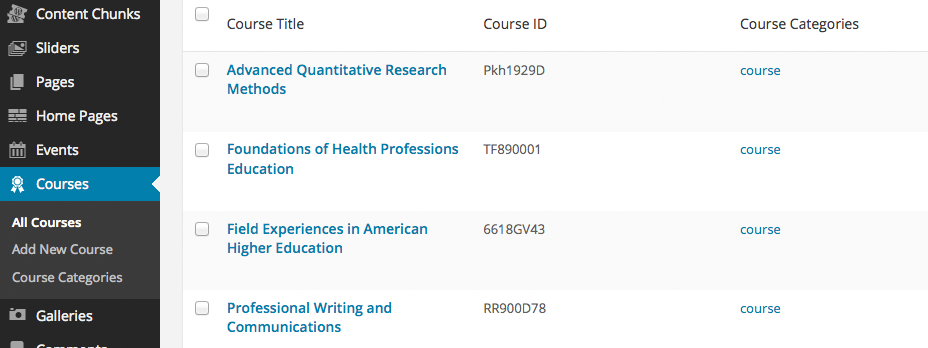 Content Chunks
Sliders
Pages
Home Pages
Events
Courses
All Courses
Add New Course
Course Categories
Galleries
Comments
Course Title Course ID Course Categories
Advanced Quantitative Research Pkh1929D course
Methods
Foundations of Health Professions TF890001 course
Education
Field Experiences in American 6618GV43 course
Higher Education
Professional Writing and RR900D78 course
Communications